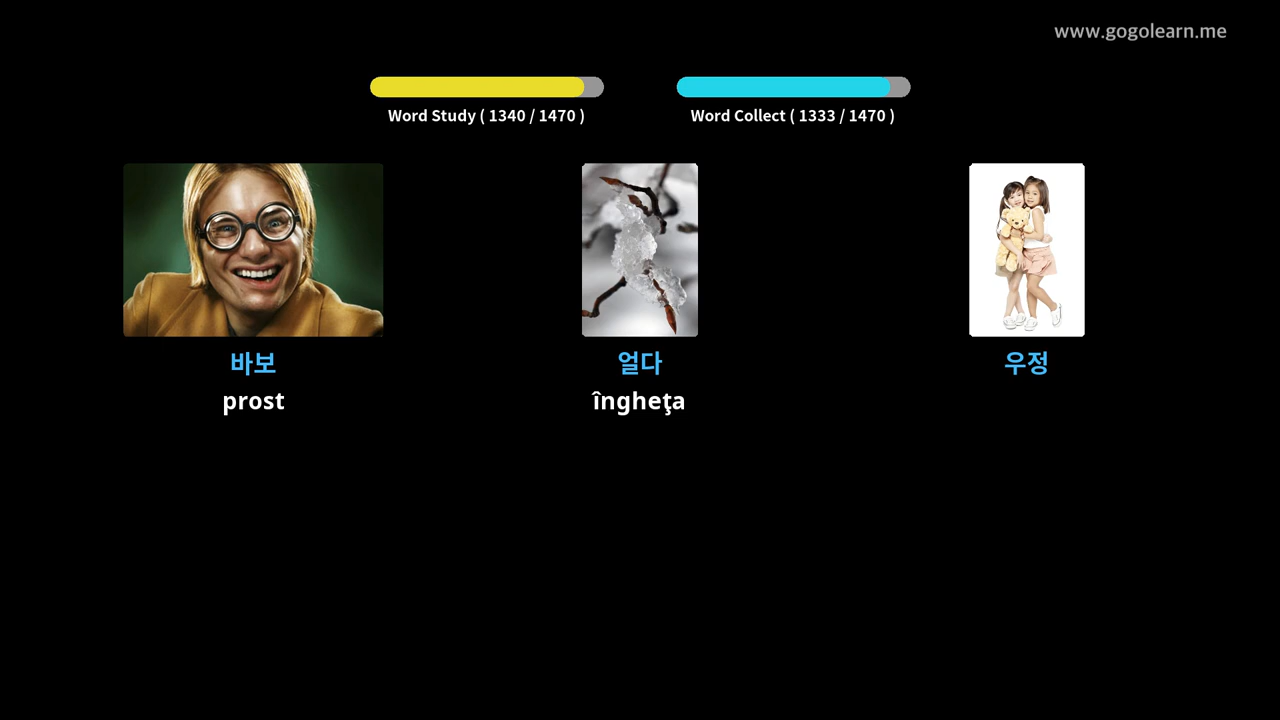 www.gogolearn.me
Word Study ( 1340 / 1470 )
Word Collect ( 1333 / 1470 )
바보
얼다
우정
prost
îngheţa